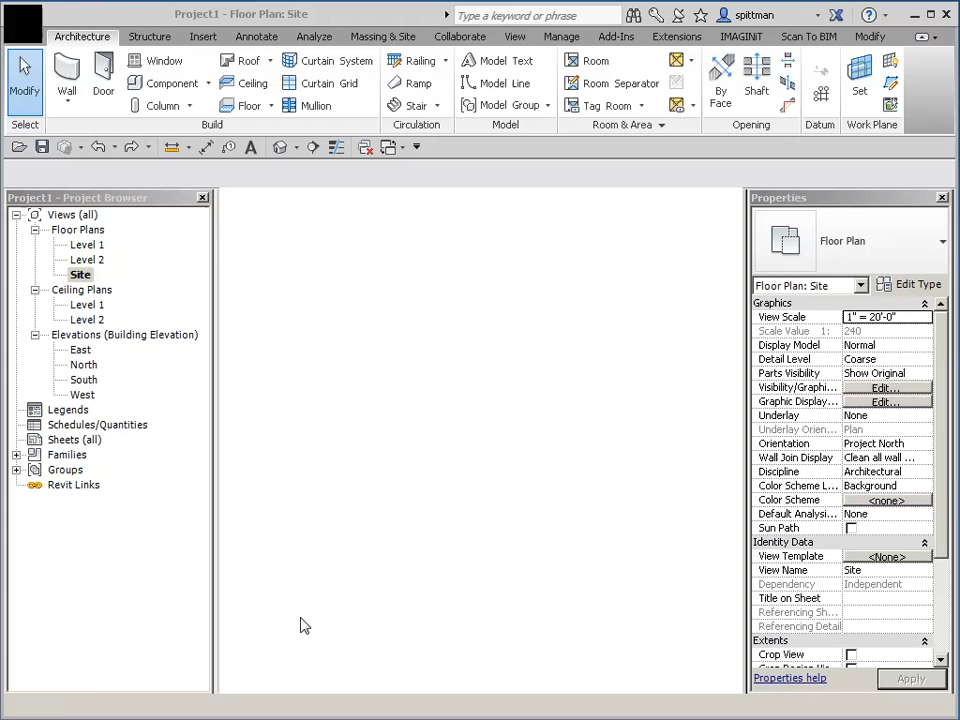 Project1 - Floor Plan: Site
Type a keyword or phrase
spittman
Architecture Structure Insert Annotate Analyze Massing & Site Collaborate View Manage Add-Ins Extensions IMAGINiT Scan To BIM Modify
Modify
Wall
Door
Window
Component
Column
Roof
Ceiling
Floor
Curtain System
Curtain Grid
Mullion
Railing
Ramp
Stair
Model Text
Model Line
Model Group
Room
Room Separator
Tag Room
By Face
Shaft
Set
Select Build Circulation Model Room & Area Opening Datum Work Plane
Project1 - Project Browser
Views (all)
Floor Plans
Level 1
Level 2
Site
Ceiling Plans
Level 1
Level 2
Elevations (Building Elevation)
East
North
South
West
Legends
Schedules/Quantities
Sheets (all)
Families
Groups
Revit Links
Properties
Floor Plan
Floor Plan: Site Edit Type
Graphics
View Scale 1" = 20'-0"
Scale Value 1: 240
Display Model Normal
Detail Level Coarse
Parts Visibility Show Original
Visibility/Graphi... Edit...
Graphic Display... Edit...
Underlay None
Underlay Orien... Plan
Orientation Project North
Wall Join Display Clean all wall ...
Discipline Architectural
Color Scheme L... Background
Color Scheme <none>
Default Analysi... None
Sun Path
Identity Data
View Template <None>
View Name Site
Dependency Independent
Title on Sheet
Referencing Sh...
Referencing Detail
Extents
Crop View
Properties help Apply